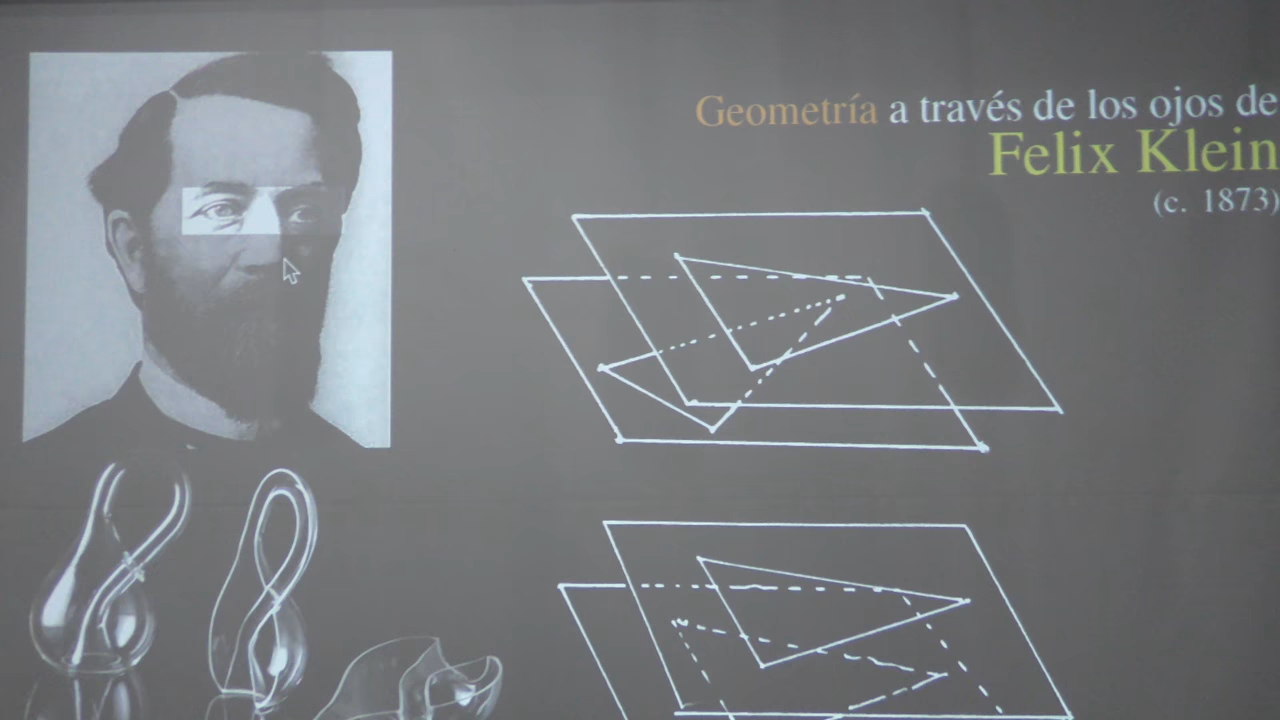 Geometría a través de los ojos de
Felix Klein
(c. 1873)